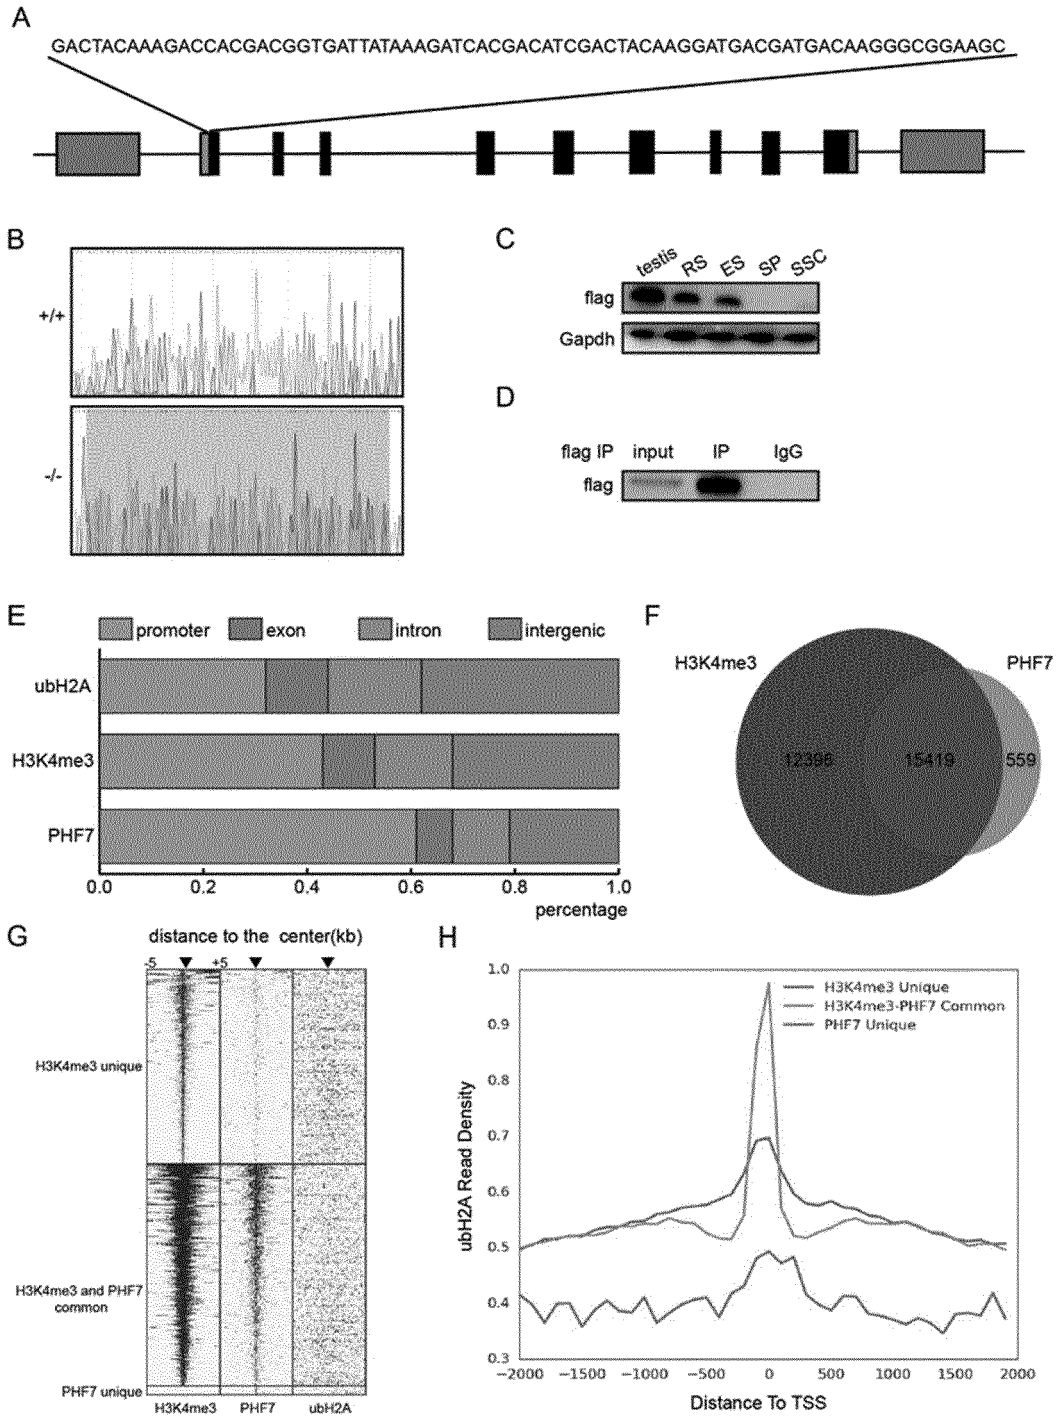 A
GACTACAAAGACCACGACGGTGATTATAAAGATCACGACATCGACTACAAGGATGACGATGACAAGGGCGGAAGC
B
+/+
-/-
C
testis RS ES SP SSC
flag
Gapdh
D
flag IP input IP IgG
flag
E
promoter exon intron intergenic
ubH2A
H3K4me3
PHF7
0.0 0.2 0.4 0.6 0.8 1.0
percentage
F
H3K4me3 PHF7
12396 15419 559
G
distance to the center(kb)
-5 +5
H3K4me3 unique
H3K4me3 and PHF7
common
PHF7 unique
H3K4me3 PHF7 ubH2A
H
1.0
0.9
0.8
0.7
0.6
0.5
0.4
0.3
ubH2A Read Density
H3K4me3 Unique
H3K4me3-PHF7 Common
PHF7 Unique
−2000 −1500 −1000 −500 0 500 1000 1500 2000
Distance To TSS